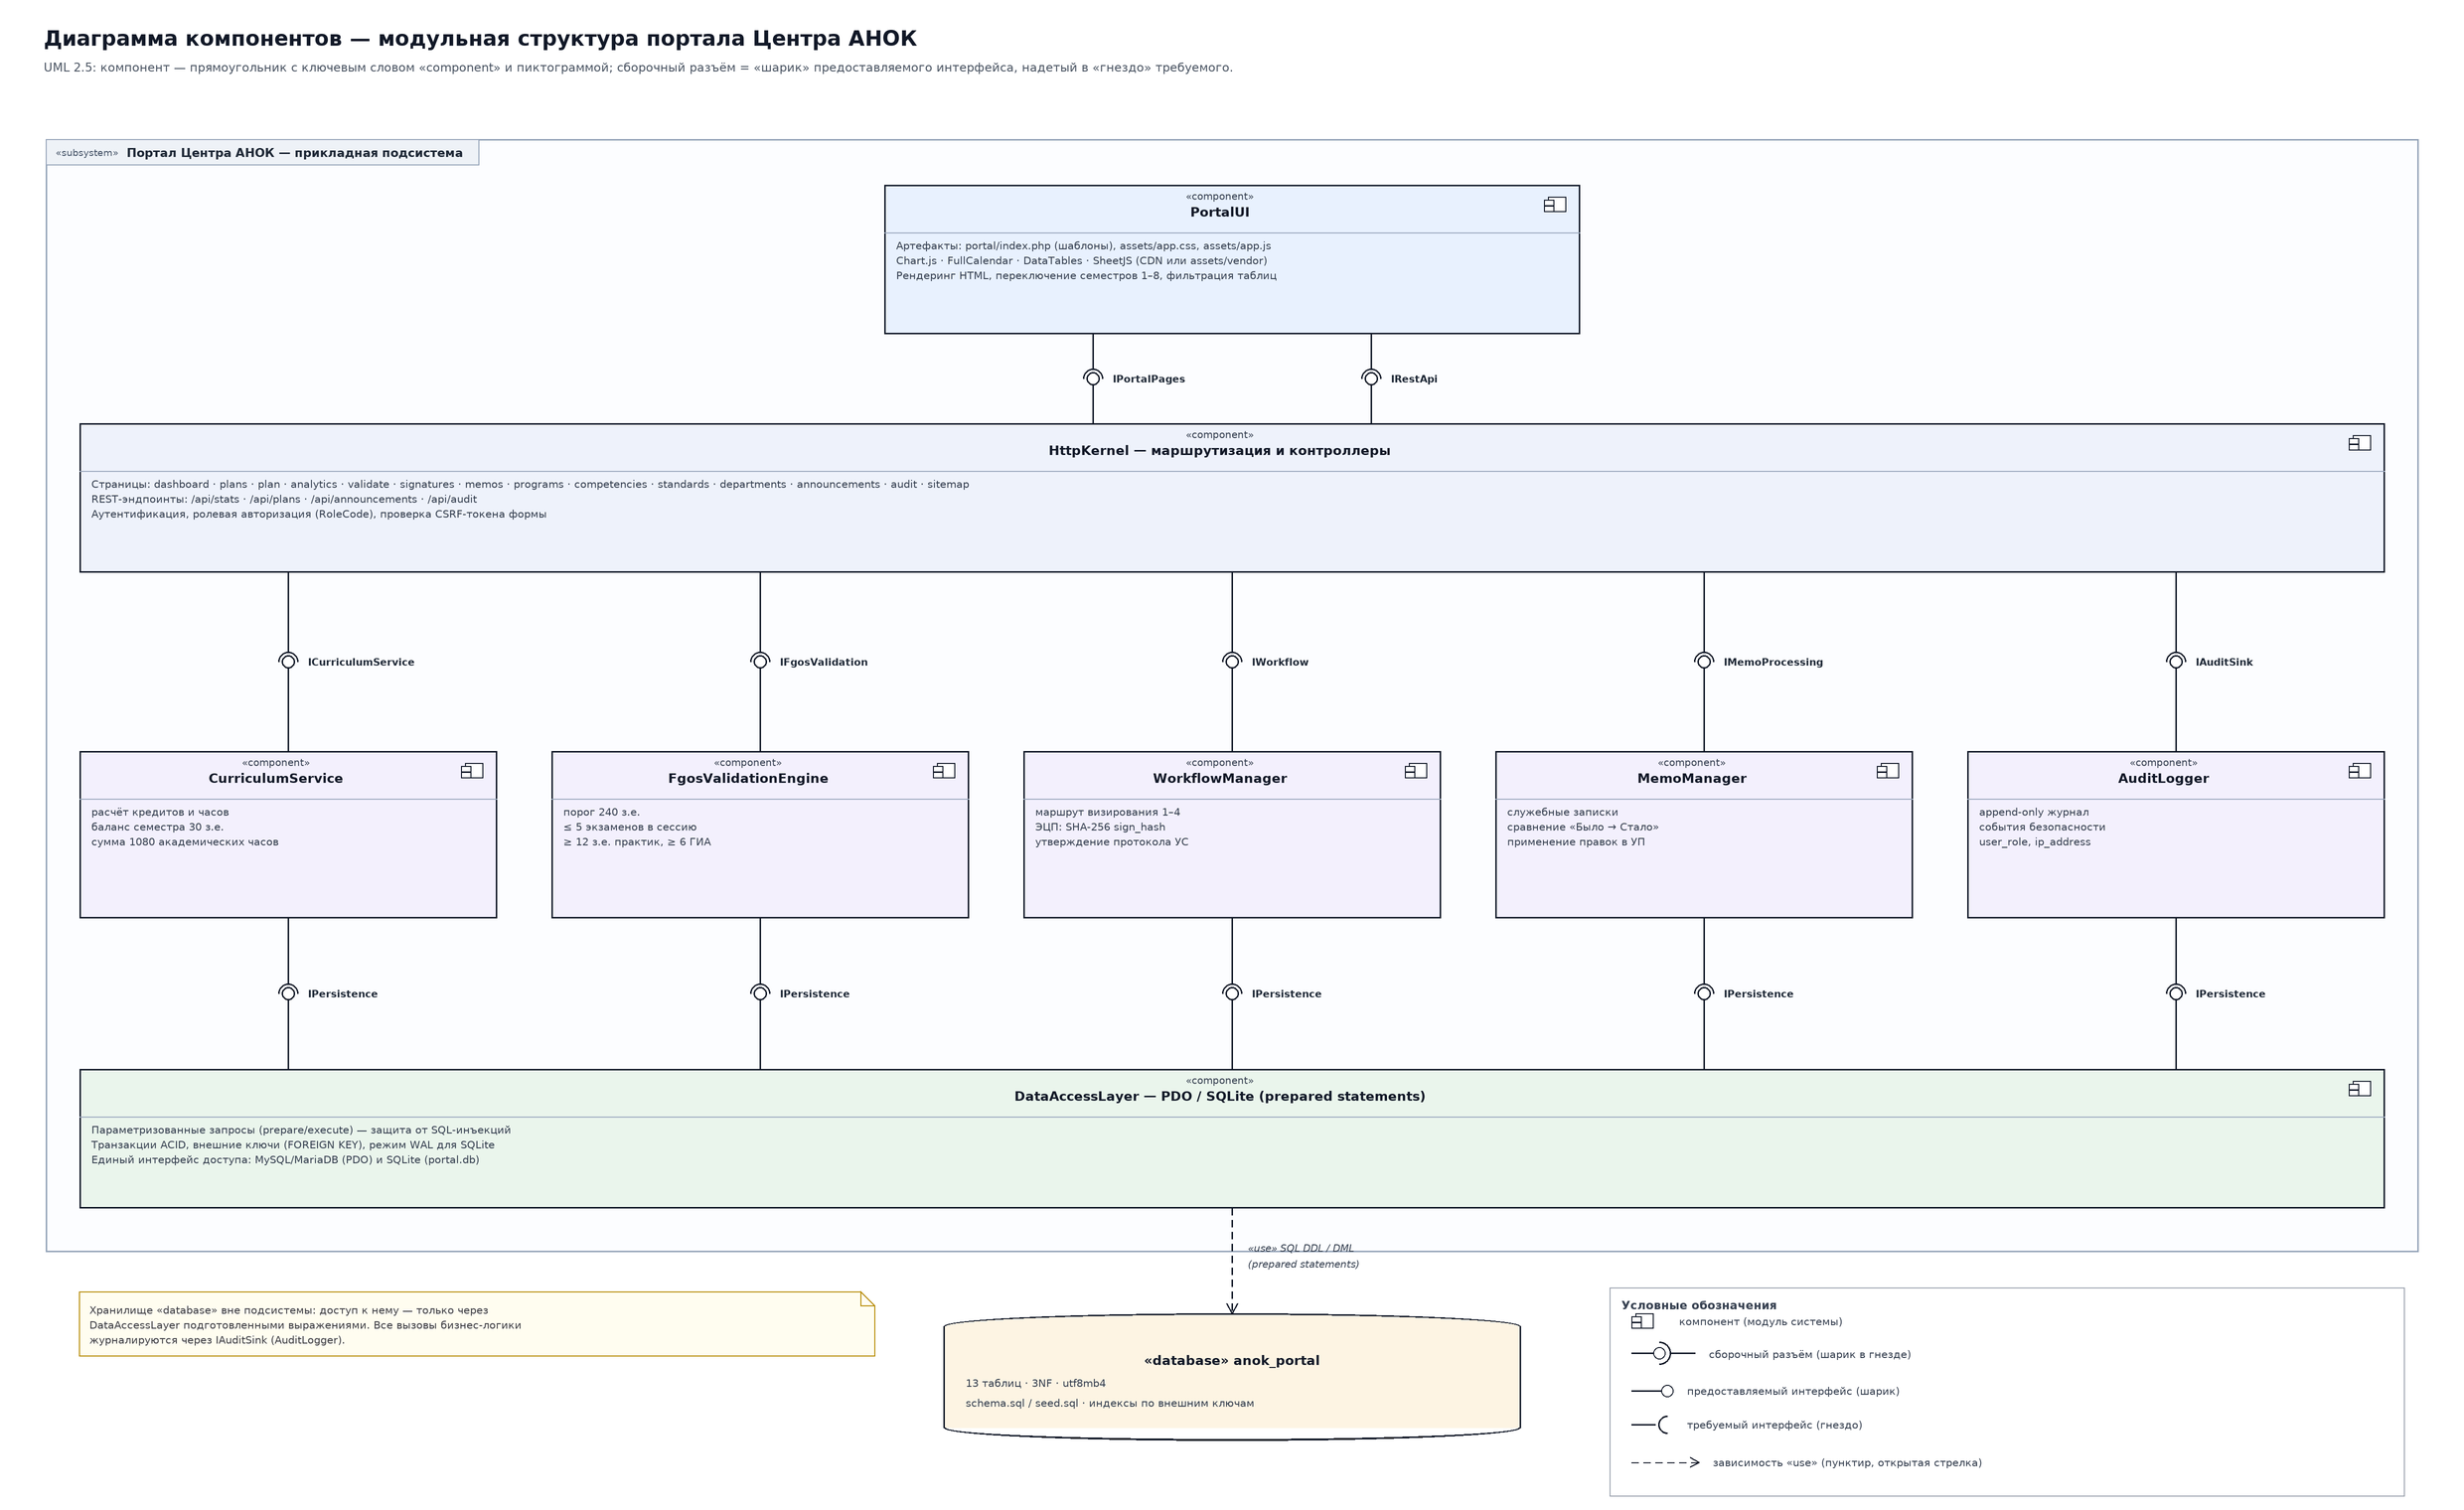 Диаграмма компонентов — модульная структура портала Центра АНОК
UML 2.5: компонент — прямоугольник с ключевым словом «component» и пиктограммой; сборочный разъём = «шарик» предоставляемого интерфейса, надетый в «гнездо» требуемого.
«subsystem» Портал Центра АНОК — прикладная подсистема
«component»
PortalUI
Артефакты: portal/index.php (шаблоны), assets/app.css, assets/app.js
Chart.js · FullCalendar · DataTables · SheetJS (CDN или assets/vendor)
Рендеринг HTML, переключение семестров 1–8, фильтрация таблиц
IPortalPages
IRestApi
«component»
HttpKernel — маршрутизация и контроллеры
Страницы: dashboard · plans · plan · analytics · validate · signatures · memos · programs · competencies · standards · departments · announcements · audit · sitemap
REST-эндпоинты: /api/stats · /api/plans · /api/announcements · /api/audit
Аутентификация, ролевая авторизация (RoleCode), проверка CSRF-токена формы
ICurriculumService
IFgosValidation
IWorkflow
IMemoProcessing
IAuditSink
«component»
CurriculumService
расчёт кредитов и часов
баланс семестра 30 з.е.
сумма 1080 академических часов
«component»
FgosValidationEngine
порог 240 з.е.
≤ 5 экзаменов в сессию
≥ 12 з.е. практик, ≥ 6 ГИА
«component»
WorkflowManager
маршрут визирования 1–4
ЭЦП: SHA-256 sign_hash
утверждение протокола УС
«component»
MemoManager
служебные записки
сравнение «Было → Стало»
применение правок в УП
«component»
AuditLogger
append-only журнал
события безопасности
user_role, ip_address
IPersistence
IPersistence
IPersistence
IPersistence
IPersistence
«component»
DataAccessLayer — PDO / SQLite (prepared statements)
Параметризованные запросы (prepare/execute) — защита от SQL-инъекций
Транзакции ACID, внешние ключи (FOREIGN KEY), режим WAL для SQLite
Единый интерфейс доступа: MySQL/MariaDB (PDO) и SQLite (portal.db)
«use» SQL DDL / DML
(prepared statements)
Хранилище «database» вне подсистемы: доступ к нему — только через
DataAccessLayer подготовленными выражениями. Все вызовы бизнес-логики
журналируются через IAuditSink (AuditLogger).
«database» anok_portal
13 таблиц · 3NF · utf8mb4
schema.sql / seed.sql · индексы по внешним ключам
Условные обозначения
компонент (модуль системы)
сборочный разъём (шарик в гнезде)
предоставляемый интерфейс (шарик)
требуемый интерфейс (гнездо)
зависимость «use» (пунктир, открытая стрелка)